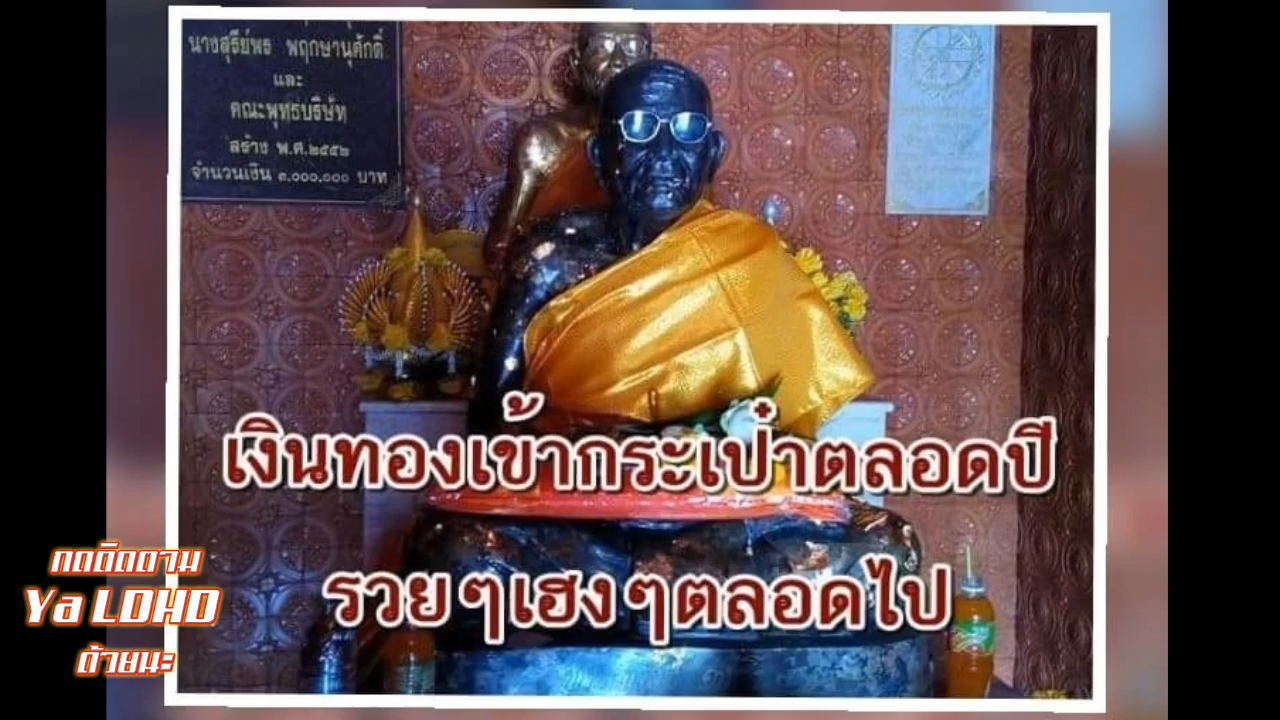 นางสุรีย์พร พฤกษานุศักดิ์
และ
คณะพุทธบริษัท
สร้าง พ.ศ.๒๕๕๒
จำนวนเงิน ๓,๐๐๐,๐๐๐ บาท
เงินทองเข้ากระเป๋าตลอดปี
รวยๆเฮงๆตลอดไป
กดติดตาม
Ya LOHO
ด้วยนะ